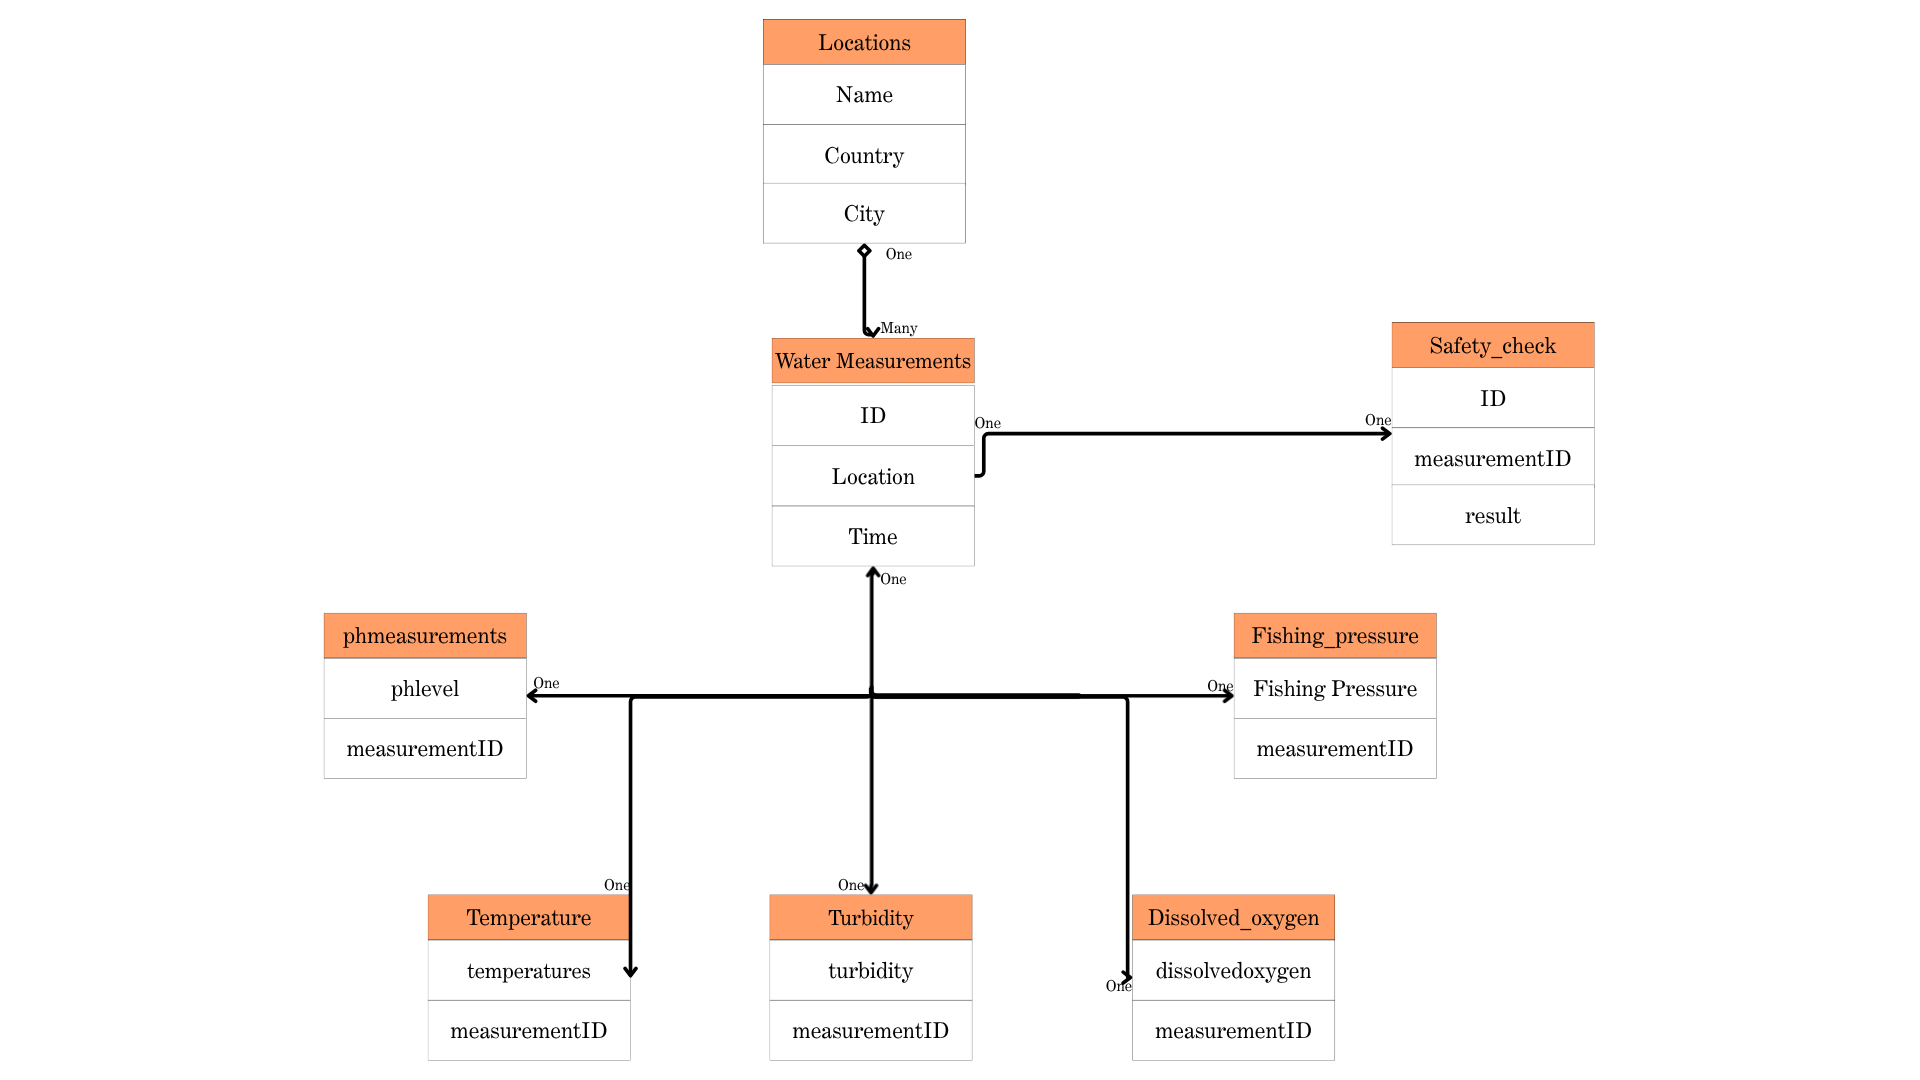 Locations
Name
Country
City
One
Many
Water Measurements
ID
Location
Time
One
One
Safety_check
ID
measurementID
result
One
phmeasurements
phlevel
measurementID
One
One
Fishing_pressure
Fishing Pressure
measurementID
One
Temperature
temperatures
measurementID
One
Turbidity
turbidity
measurementID
Dissolved_oxygen
dissolvedoxygen
One
measurementID